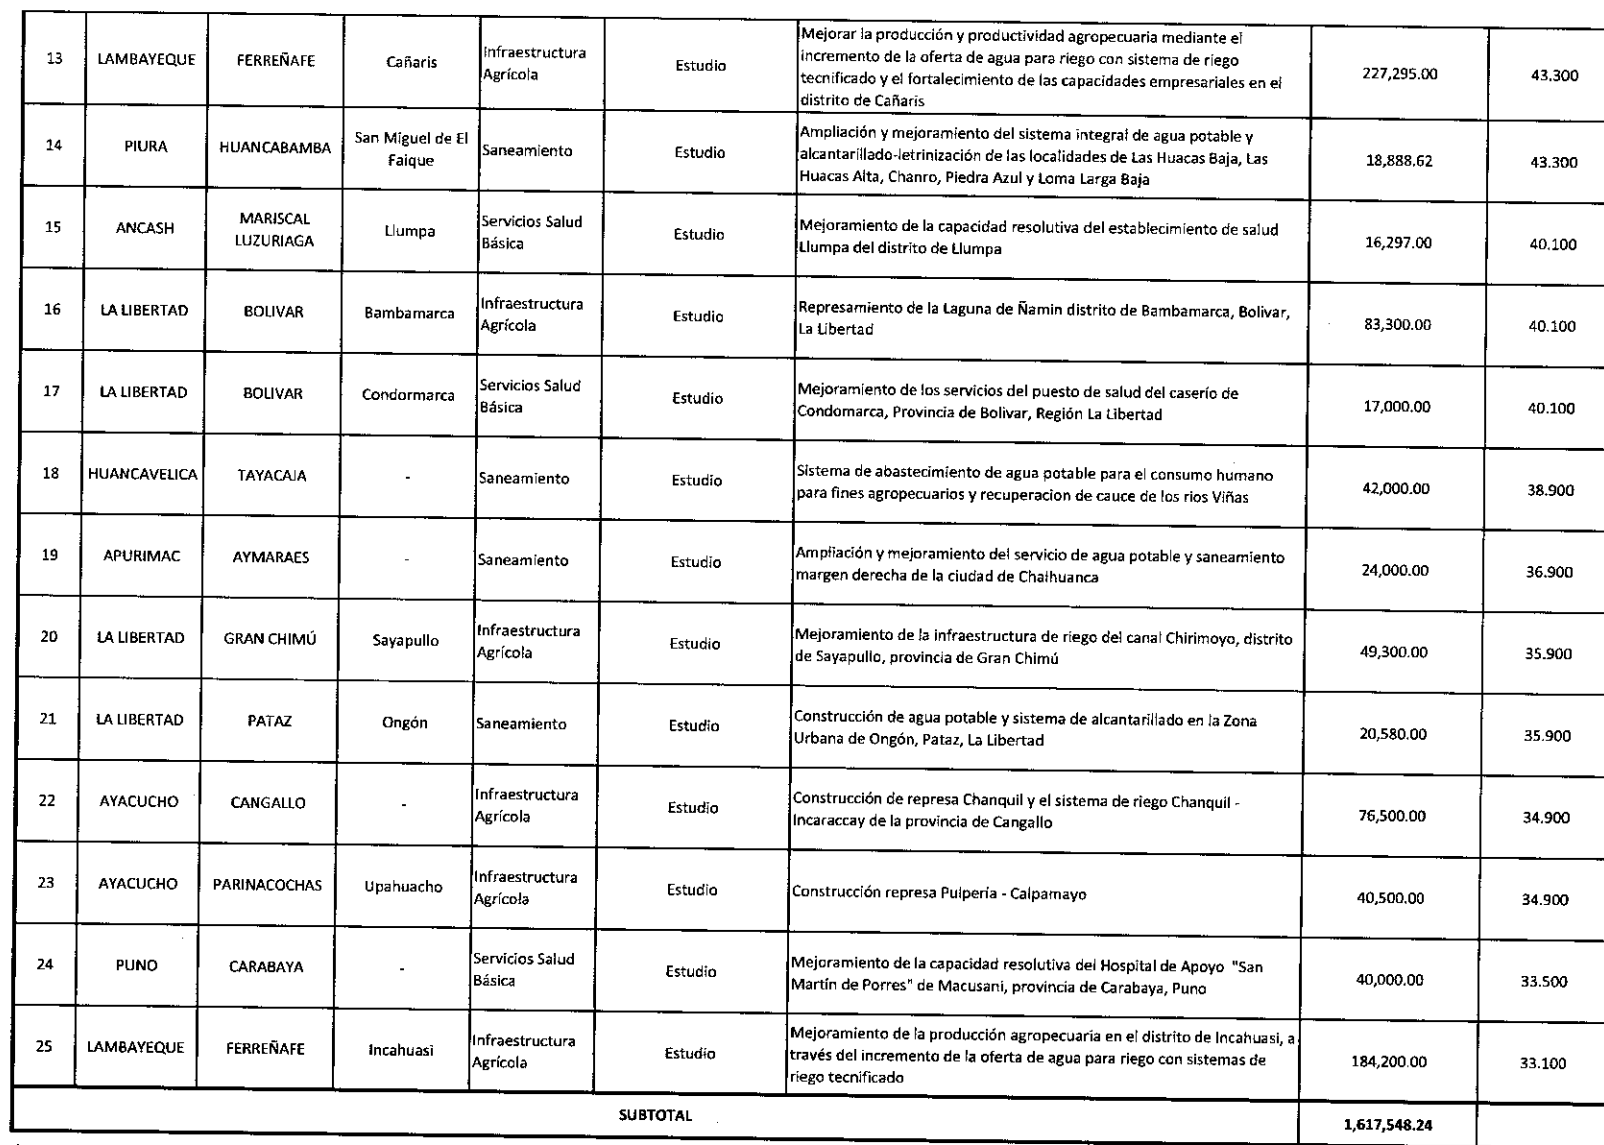 13 LAMBAYEQUE FERREÑAFE Cañaris Infraestructura Agrícola Estudio Mejorar la producción y productividad agropecuaria mediante el
incremento de la oferta de agua para riego con sistema de riego
tecnificado y el fortalecimiento de las capacidades empresariales en el
distrito de Cañaris 227,295.00 43.300
14 PIURA HUANCABAMBA San Miguel de El Faique Saneamiento Estudio Ampliación y mejoramiento del sistema integral de agua potable y
alcantarillado-letrinización de las localidades de Las Huacas Baja, Las
Huacas Alta, Chanro, Piedra Azul y Loma Larga Baja 18,888.62 43.300
15 ANCASH MARISCAL LUZURIAGA Llumpa Servicios Salud Básica Estudio Mejoramiento de la capacidad resolutiva del establecimiento de salud
Llumpa del distrito de Llumpa 16,297.00 40.100
16 LA LIBERTAD BOLIVAR Bambamarca Infraestructura Agrícola Estudio Represamiento de la Laguna de Ñamin distrito de Bambamarca, Bolivar,
La Libertad 83,300.00 40.100
17 LA LIBERTAD BOLIVAR Condormarca Servicios Salud Básica Estudio Mejoramiento de los servicios del puesto de salud del caserío de
Condomarca, Provincia de Bolivar, Región La Libertad 17,000.00 40.100
18 HUANCAVELICA TAYACAJA - Saneamiento Estudio Sistema de abastecimiento de agua potable para el consumo humano
para fines agropecuarios y recuperacion de cauce de los rios Viñas 42,000.00 38.900
19 APURIMAC AYMARAES - Saneamiento Estudio Ampliación y mejoramiento del servicio de agua potable y saneamiento
margen derecha de la ciudad de Chalhuanca 24,000.00 36.900
20 LA LIBERTAD GRAN CHIMÚ Sayapullo Infraestructura Agrícola Estudio Mejoramiento de la infraestructura de riego del canal Chirimoyo, distrito
de Sayapullo, provincia de Gran Chimú 49,300.00 35.900
21 LA LIBERTAD PATAZ Ongón Saneamiento Estudio Construcción de agua potable y sistema de alcantarillado en la Zona
Urbana de Ongón, Pataz, La Libertad 20,580.00 35.900
22 AYACUCHO CANGALLO - Infraestructura Agrícola Estudio Construcción de represa Chanquil y el sistema de riego Chanquil -
Incaraccay de la provincia de Cangallo 76,500.00 34.900
23 AYACUCHO PARINACOCHAS Upahuacho Infraestructura Agrícola Estudio Construcción represa Pulpería - Calpamayo 40,500.00 34.900
24 PUNO CARABAYA - Servicios Salud Básica Estudio Mejoramiento de la capacidad resolutiva del Hospital de Apoyo "San
Martín de Porres" de Macusani, provincia de Carabaya, Puno 40,000.00 33.500
25 LAMBAYEQUE FERREÑAFE Incahuasi Infraestructura Agrícola Estudio Mejoramiento de la producción agropecuaria en el distrito de Incahuasi, a
través del incremento de la oferta de agua para riego con sistemas de
riego tecnificado 184,200.00 33.100
SUBTOTAL 1,617,548.24